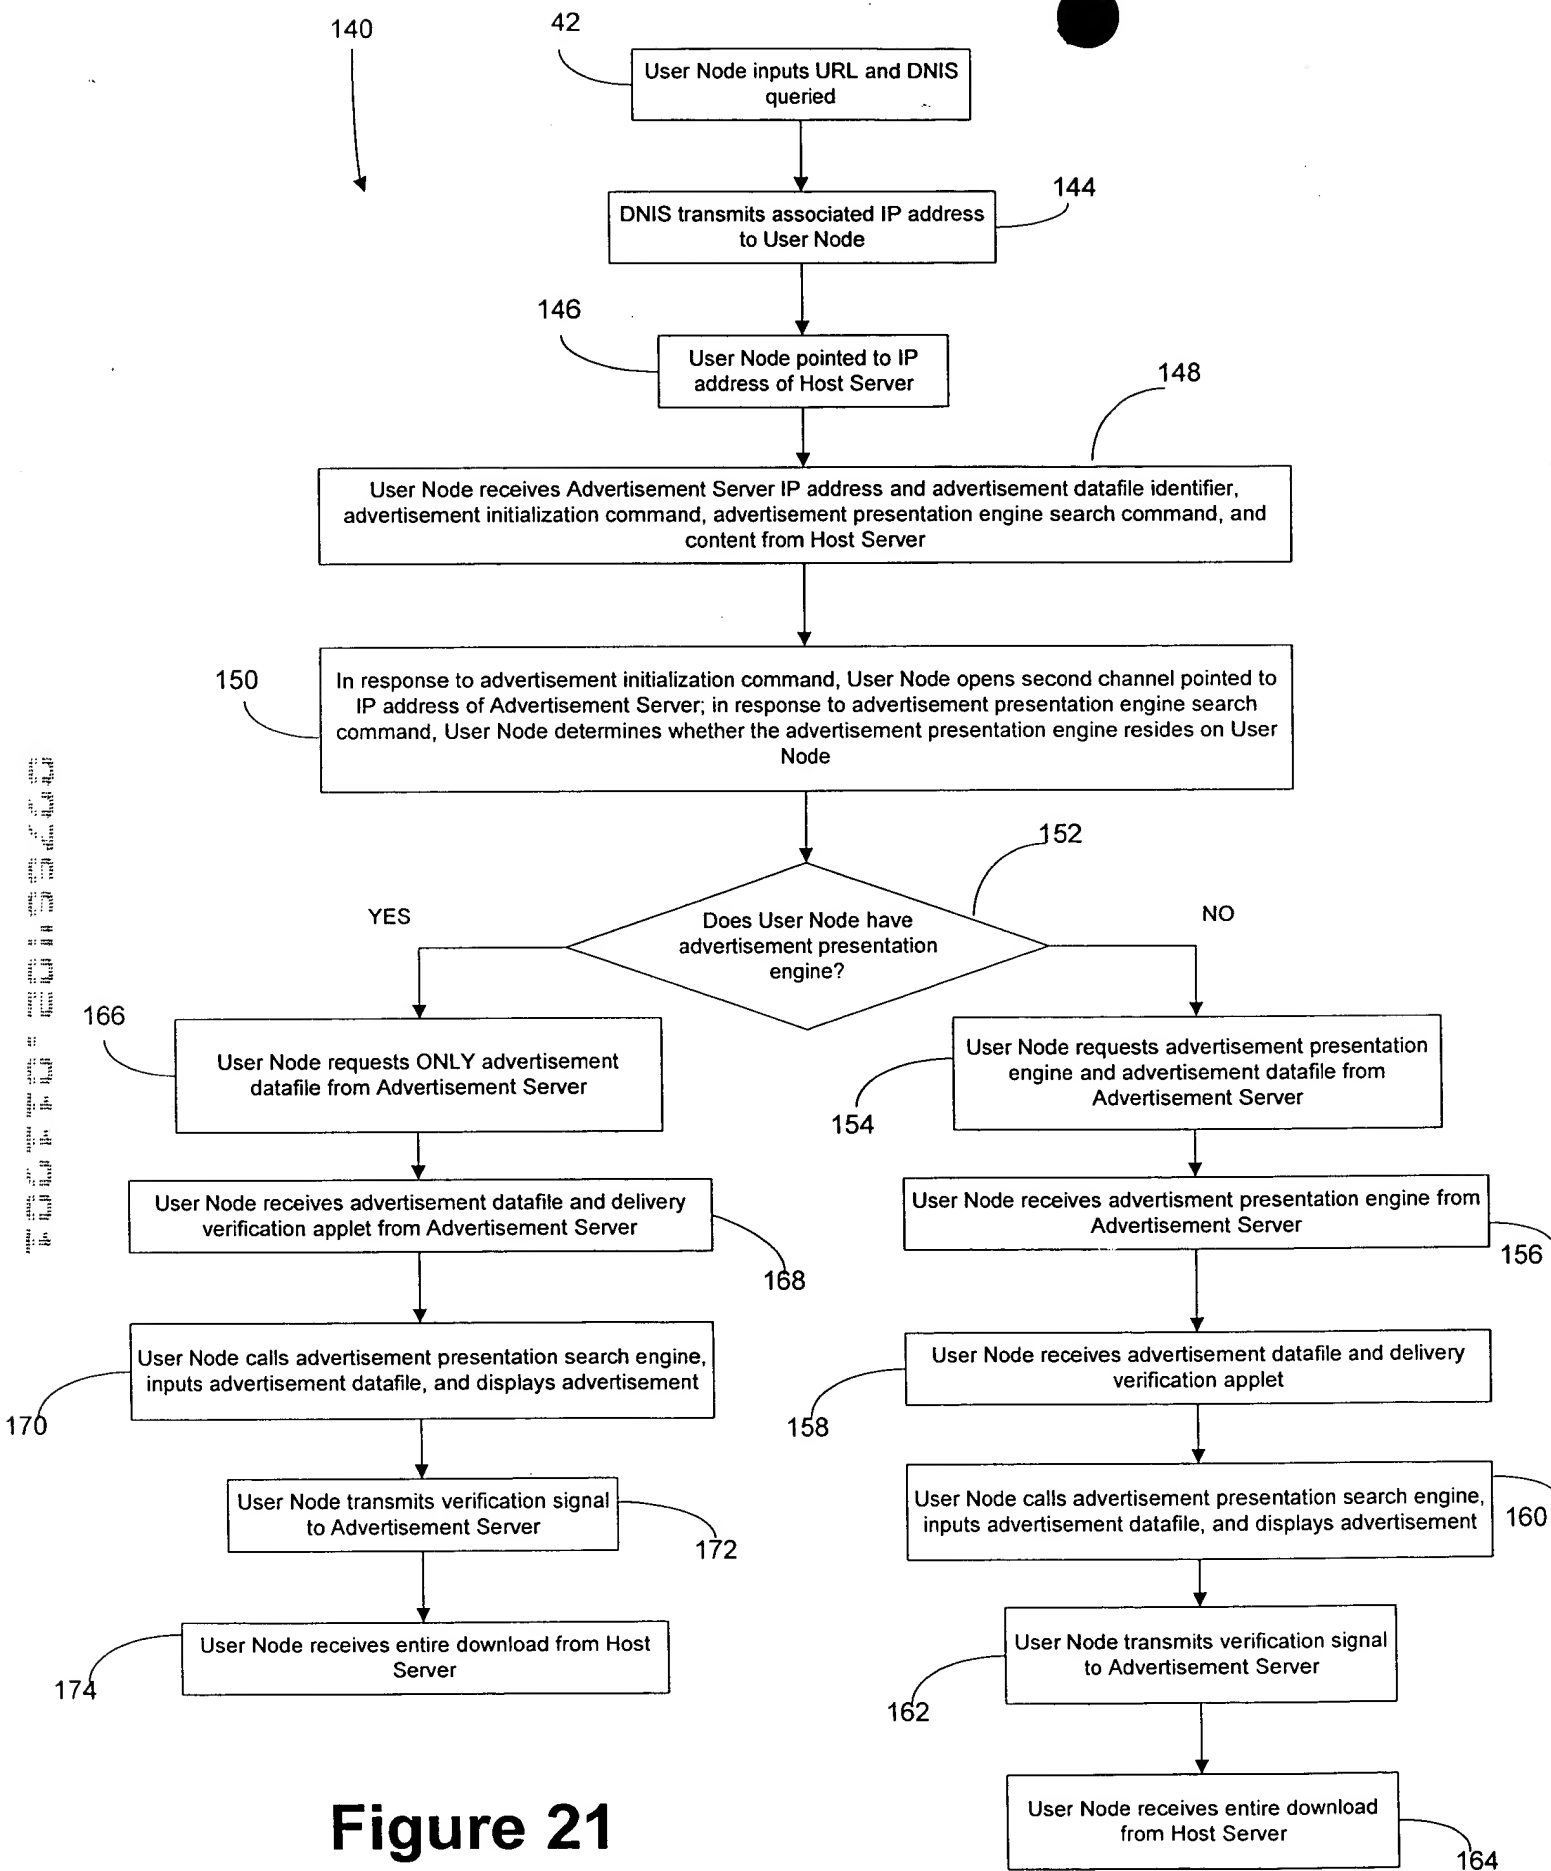 140
42
User Node inputs URL and DNIS
queried
DNIS transmits associated IP address
to User Node
144
146
User Node pointed to IP
address of Host Server
148
User Node receives Advertisement Server IP address and advertisement datafile identifier,
advertisement initialization command, advertisement presentation engine search command, and
content from Host Server
150
In response to advertisement initialization command, User Node opens second channel pointed to
IP address of Advertisement Server; in response to advertisement presentation engine search
command, User Node determines whether the advertisement presentation engine resides on User
Node
152
YES
Does User Node have
advertisement presentation
engine?
NO
166
User Node requests ONLY advertisement
datafile from Advertisement Server
User Node requests advertisement presentation
engine and advertisement datafile from
Advertisement Server
154
User Node receives advertisement datafile and delivery
verification applet from Advertisement Server
168
User Node receives advertisment presentation engine from
Advertisement Server
156
User Node calls advertisement presentation search engine,
inputs advertisement datafile, and displays advertisement
170
User Node receives advertisement datafile and delivery
verification applet
158
User Node transmits verification signal
to Advertisement Server
172
User Node calls advertisement presentation search engine,
inputs advertisement datafile, and displays advertisement
160
User Node receives entire download from Host
Server
174
User Node transmits verification signal
to Advertisement Server
162
User Node receives entire download
from Host Server
164
Figure 21